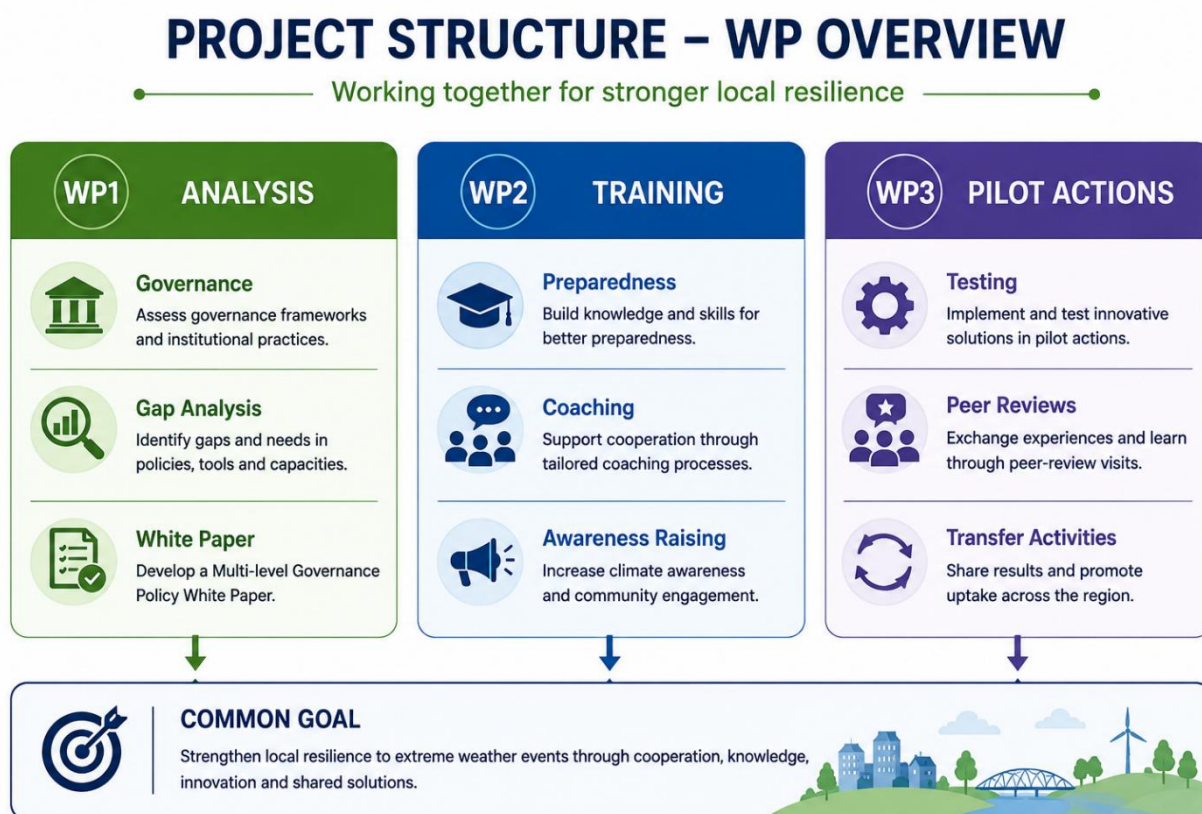 PROJECT STRUCTURE – WP OVERVIEW
Working together for stronger local resilience
WP1 ANALYSIS
Governance
Assess governance frameworks
and institutional practices.
Gap Analysis
Identify gaps and needs in
policies, tools and capacities.
White Paper
Develop a Multi-level Governance
Policy White Paper.
WP2 TRAINING
Preparedness
Build knowledge and skills for
better preparedness.
Coaching
Support cooperation through
tailored coaching processes.
Awareness Raising
Increase climate awareness
and community engagement.
WP3 PILOT ACTIONS
Testing
Implement and test innovative
solutions in pilot actions.
Peer Reviews
Exchange experiences and learn
through peer-review visits.
Transfer Activities
Share results and promote
uptake across the region.
COMMON GOAL
Strengthen local resilience to extreme weather events through cooperation, knowledge,
innovation and shared solutions.